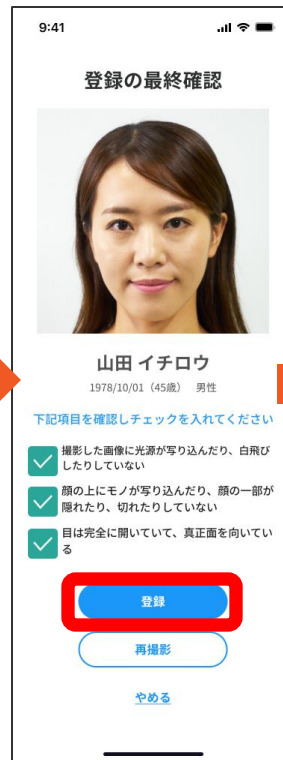 9:41
登録の最終確認
山田 イチロウ
1978/10/01（45歳） 男性
下記項目を確認しチェックを入れてください
撮影した画像に光源が写り込んだり、白飛び
したりしていない
顔の上にモノが写り込んだり、顔の一部が
隠れたり、切れたりしていない
目は完全に開いていて、真正面を向いてい
る
登録
再撮影
やめる